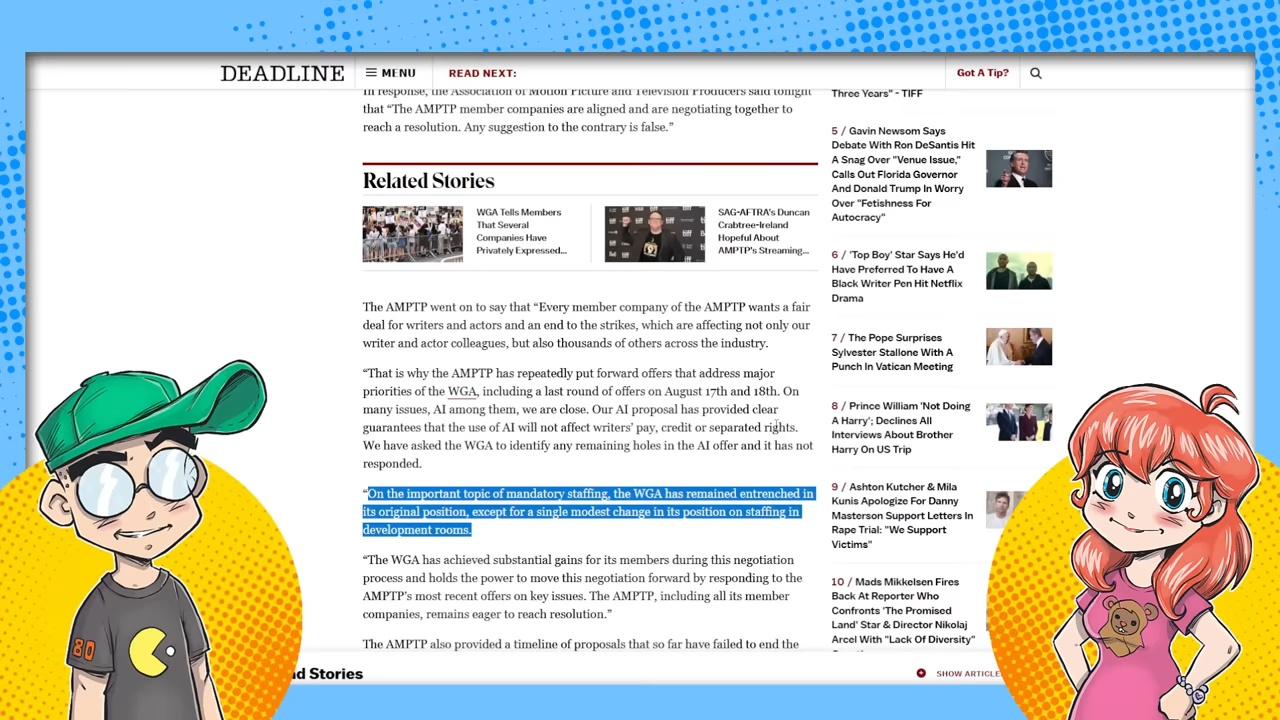 DEADLINE
MENU
READ NEXT:
Got A Tip?
In response, the Association of Motion Picture and Television Producers said tonight
that “The AMPTP member companies are aligned and are negotiating together to
reach a resolution. Any suggestion to the contrary is false.”
Related Stories
WGA Tells Members
That Several
Companies Have
Privately Expressed...
SAG-AFTRA's Duncan
Crabtree-Ireland
Hopeful About
AMPTP's Streaming...
The AMPTP went on to say that “Every member company of the AMPTP wants a fair
deal for writers and actors and an end to the strikes, which are affecting not only our
writer and actor colleagues, but also thousands of others across the industry.
“That is why the AMPTP has repeatedly put forward offers that address major
priorities of the WGA, including a last round of offers on August 17th and 18th. On
many issues, AI among them, we are close. Our AI proposal has provided clear
guarantees that the use of AI will not affect writers’ pay, credit or separated rights.
We have asked the WGA to identify any remaining holes in the AI offer and it has not
responded.
“On the important topic of mandatory staffing, the WGA has remained entrenched in
its original position, except for a single modest change in its position on staffing in
development rooms.
“The WGA has achieved substantial gains for its members during this negotiation
process and holds the power to move this negotiation forward by responding to the
AMPTP’s most recent offers on key issues. The AMPTP, including all its member
companies, remains eager to reach resolution.”
The AMPTP also provided a timeline of proposals that so far have failed to end the
Three Years" - TIFF
5 / Gavin Newsom Says
Debate With Ron DeSantis Hit
A Snag Over "Venue Issue,"
Calls Out Florida Governor
And Donald Trump In Worry
Over "Fetishness For
Autocracy"
6 / 'Top Boy' Star Says He'd
Have Preferred To Have A
Black Writer Pen Hit Netflix
Drama
7 / The Pope Surprises
Sylvester Stallone With A
Punch In Vatican Meeting
8 / Prince William 'Not Doing
A Harry'; Declines All
Interviews About Brother
Harry On US Trip
9 / Ashton Kutcher & Mila
Kunis Apologize For Danny
Masterson Support Letters In
Rape Trial: "We Support
Victims"
10 / Mads Mikkelsen Fires
Back At Reporter Who
Confronts 'The Promised
Land' Star & Director Nikolaj
Arcel With "Lack Of Diversity"
d Stories
SHOW ARTICLE
80